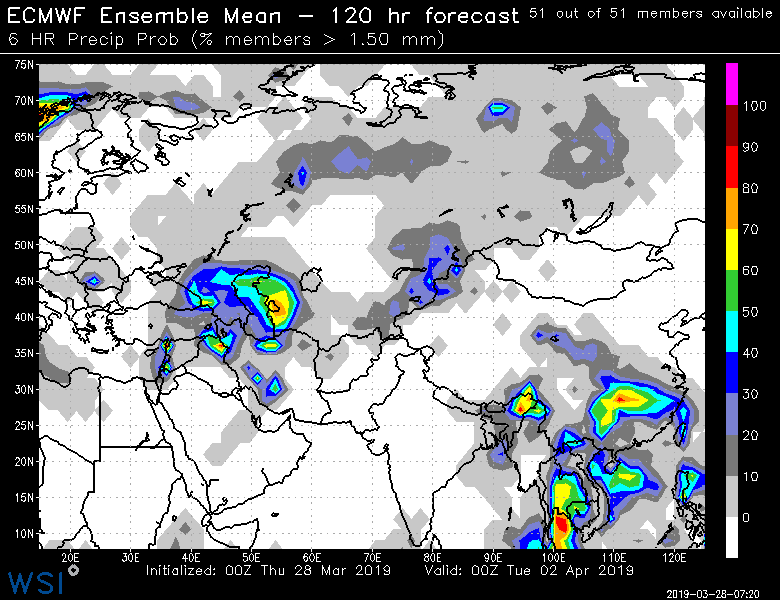 ECMWF Ensemble Mean – 120 hr forecast 51 out of 51 members available
6 HR Precip Prob (% members > 1.50 mm)
75N
70N
65N
60N
55N
50N
45N
40N
35N
30N
25N
20N
15N
10N
100
90
80
70
60
50
40
30
20
10
0
20E 30E 40E 50E 60E 70E 80E 90E 100E 110E 120E
Initialized: 00Z Thu 28 Mar 2019 Valid: 00Z Tue 02 Apr 2019
WSI
2019-03-28-07:20